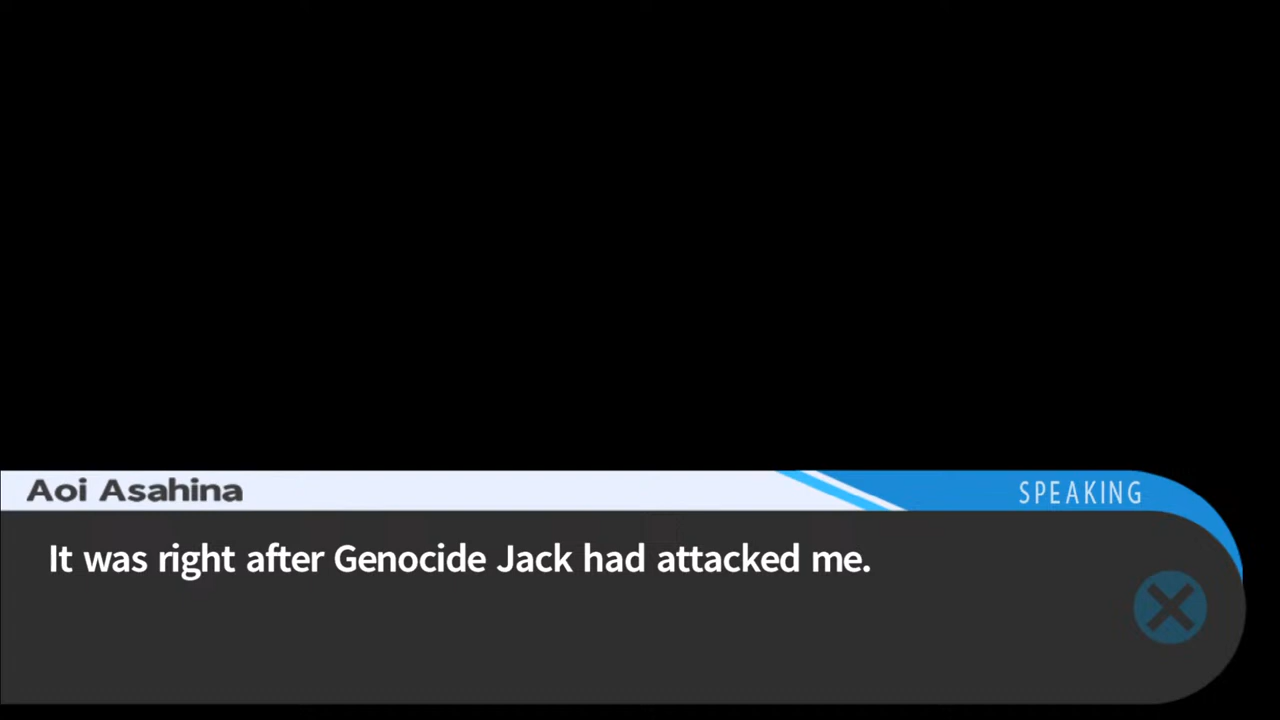 Aoi Asahina
SPEAKING
It was right after Genocide Jack had attacked me.